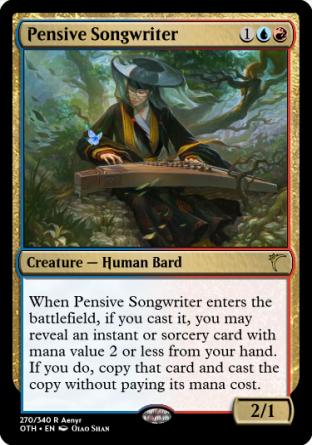 Pensive Songwriter 1
Creature — Human Bard
When Pensive Songwriter enters the
battlefield, if you cast it, you may
reveal an instant or sorcery card with
mana value 2 or less from your hand.
If you do, copy that card and cast the
copy without paying its mana cost.
2/1
270/340 R Aenyr
OTH • EN Qiao Shan